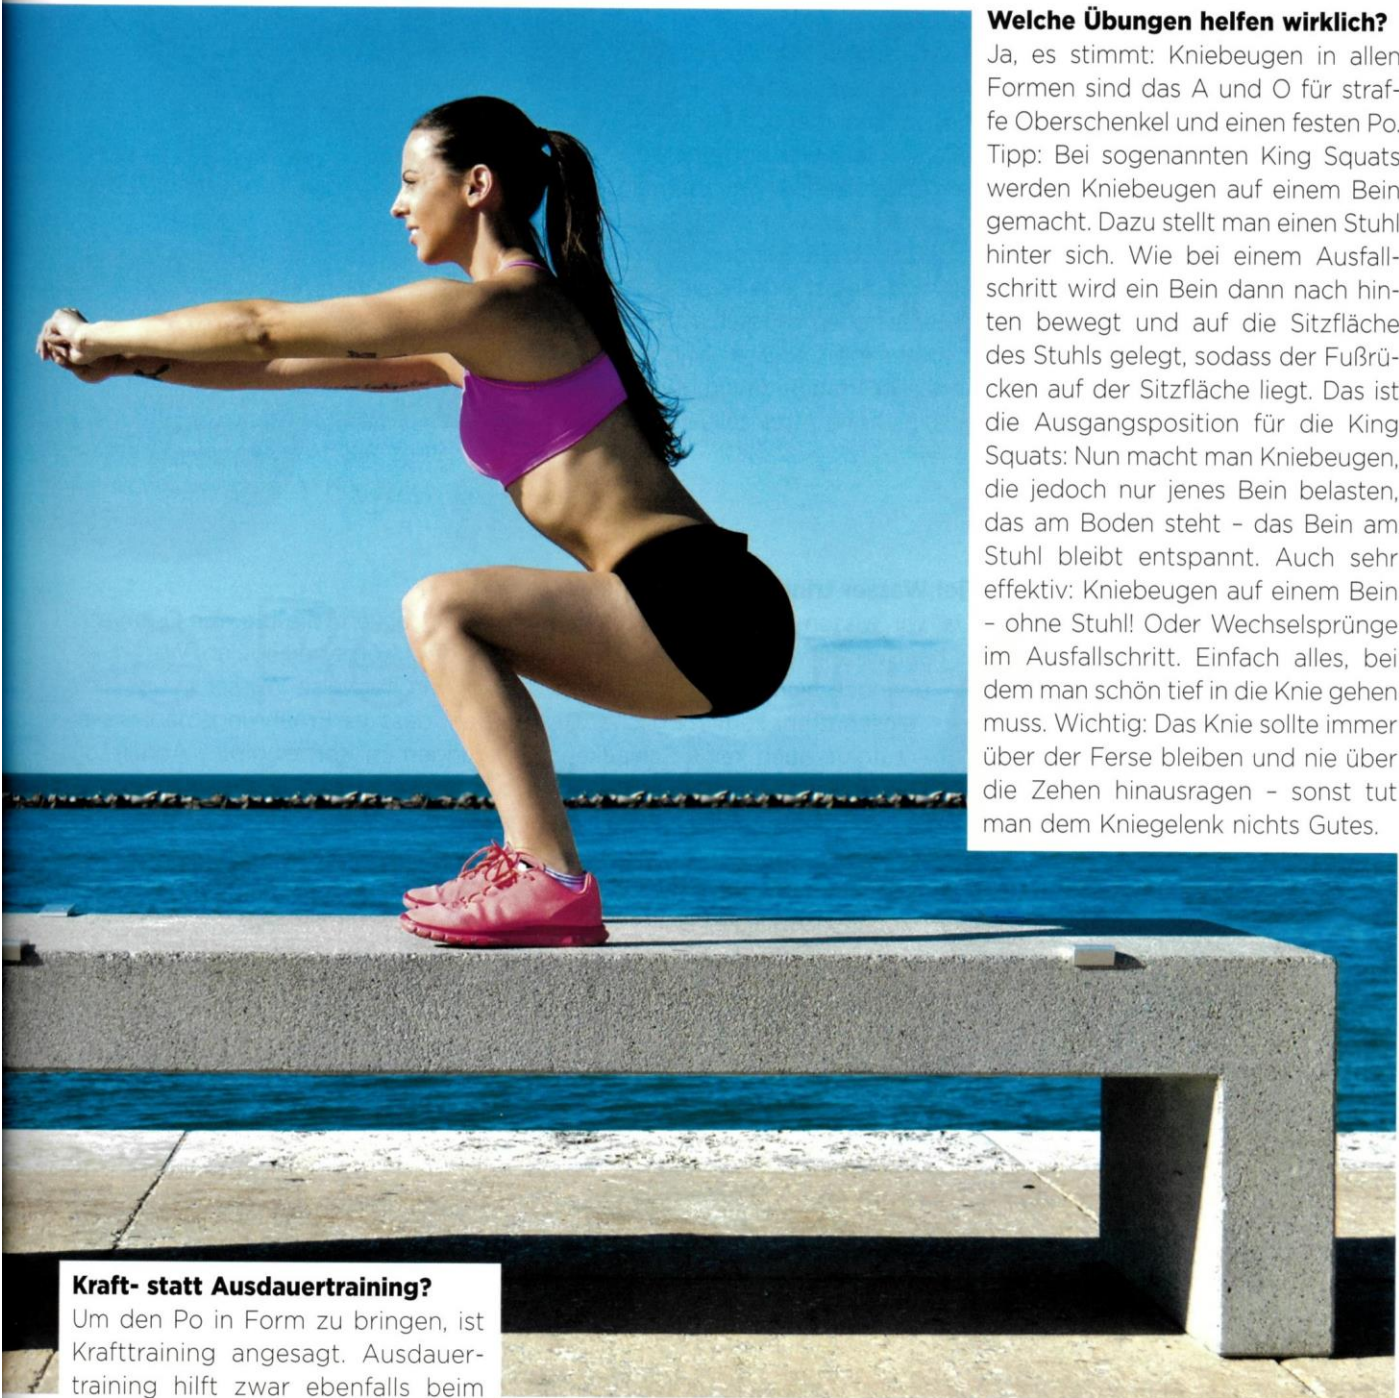 Welche Übungen helfen wirklich?
Ja, es stimmt: Kniebeugen in allen
Formen sind das A und O für straf-
fe Oberschenkel und einen festen Po.
Tipp: Bei sogenannten King Squats
werden Kniebeugen auf einem Bein
gemacht. Dazu stellt man einen Stuhl
hinter sich. Wie bei einem Ausfall-
schritt wird ein Bein dann nach hin-
ten bewegt und auf die Sitzfläche
des Stuhls gelegt, sodass der Fußrü-
cken auf der Sitzfläche liegt. Das ist
die Ausgangsposition für die King
Squats: Nun macht man Kniebeugen,
die jedoch nur jenes Bein belasten,
das am Boden steht – das Bein am
Stuhl bleibt entspannt. Auch sehr
effektiv: Kniebeugen auf einem Bein
– ohne Stuhl! Oder Wechselsprünge
im Ausfallschritt. Einfach alles, bei
dem man schön tief in die Knie gehen
muss. Wichtig: Das Knie sollte immer
über der Ferse bleiben und nie über
die Zehen hinausragen – sonst tut
man dem Kniegelenk nichts Gutes.
Kraft- statt Ausdauertraining?
Um den Po in Form zu bringen, ist
Krafttraining angesagt. Ausdauer-
training hilft zwar ebenfalls beim